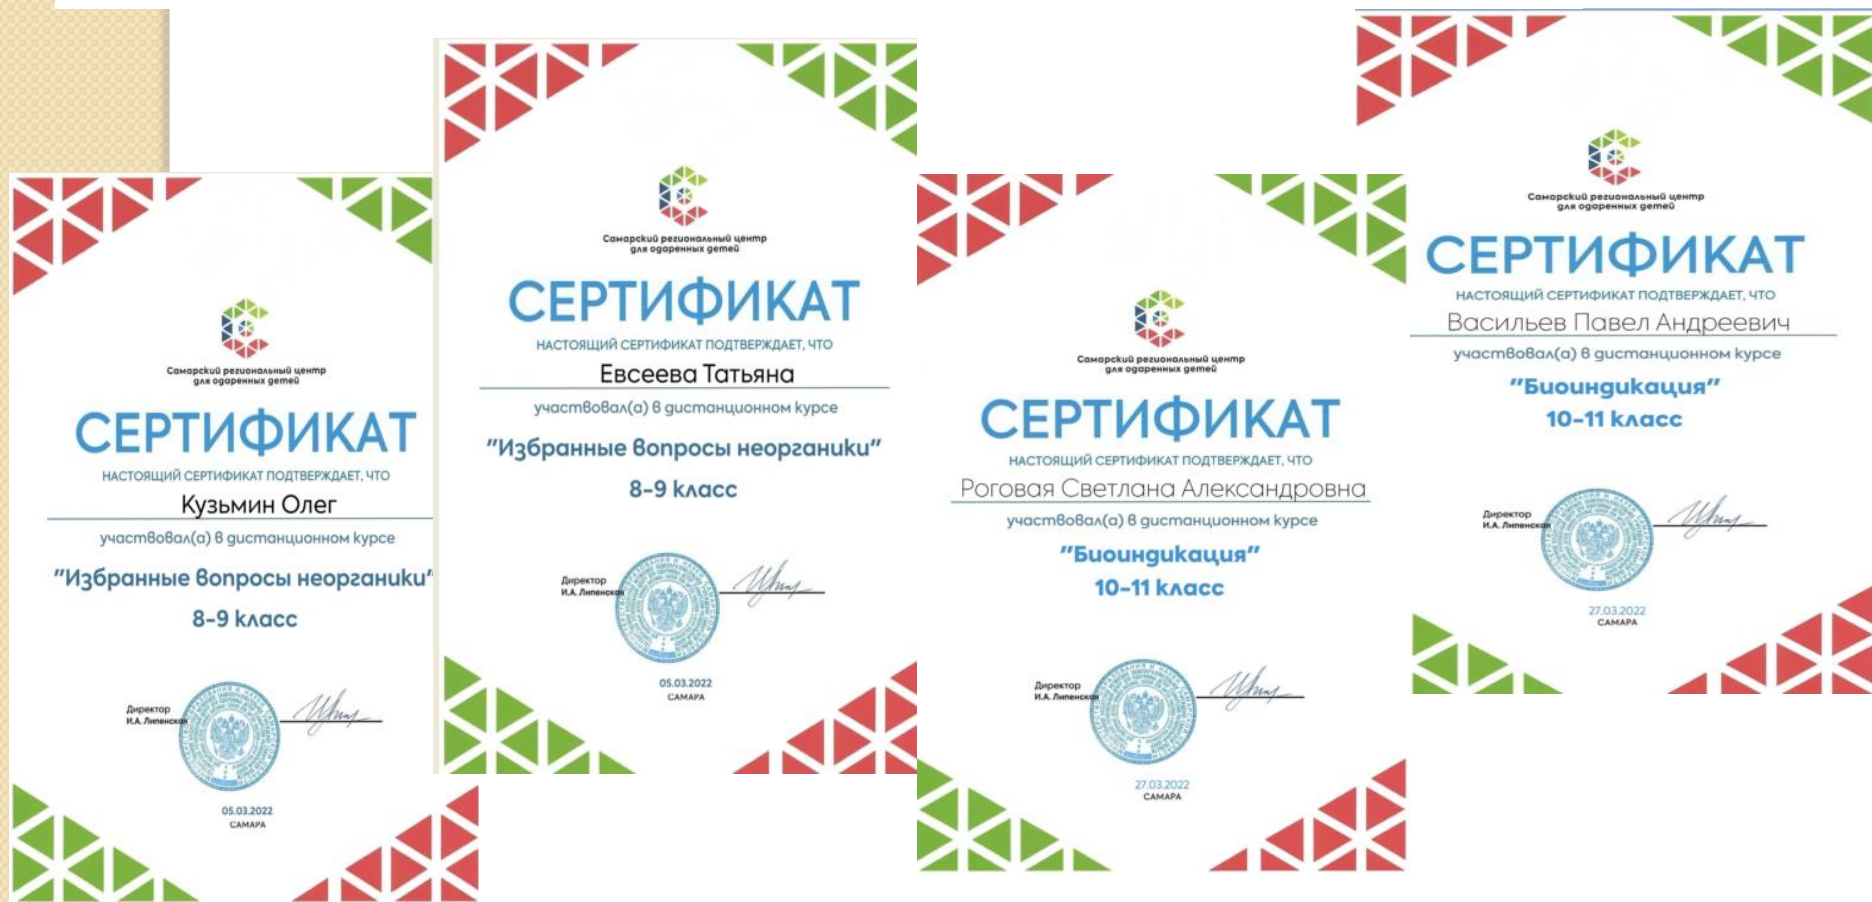 Самарский региональный центр
для одаренных детей
СЕРТИФИКАТ
НАСТОЯЩИЙ СЕРТИФИКАТ ПОДТВЕРЖДАЕТ, ЧТО
Кузьмин Олег
участвовал(а) в дистанционном курсе
"Избранные вопросы неорганики"
8-9 класс
Директор
И.А. Липенская
05.03.2022
САМАРА
Самарский региональный центр
для одаренных детей
СЕРТИФИКАТ
НАСТОЯЩИЙ СЕРТИФИКАТ ПОДТВЕРЖДАЕТ, ЧТО
Евсеева Татьяна
участвовал(а) в дистанционном курсе
"Избранные вопросы неорганики"
8-9 класс
Директор
И.А. Липенская
05.03.2022
САМАРА
Самарский региональный центр
для одаренных детей
СЕРТИФИКАТ
НАСТОЯЩИЙ СЕРТИФИКАТ ПОДТВЕРЖДАЕТ, ЧТО
Роговая Светлана Александровна
участвовал(а) в дистанционном курсе
"Биоиндикация"
10-11 класс
Директор
И.А. Липенская
27.03.2022
САМАРА
Самарский региональный центр
для одаренных детей
СЕРТИФИКАТ
НАСТОЯЩИЙ СЕРТИФИКАТ ПОДТВЕРЖДАЕТ, ЧТО
Васильев Павел Андреевич
участвовал(а) в дистанционном курсе
"Биоиндикация"
10-11 класс
Директор
И.А. Липенская
27.03.2022
САМАРА